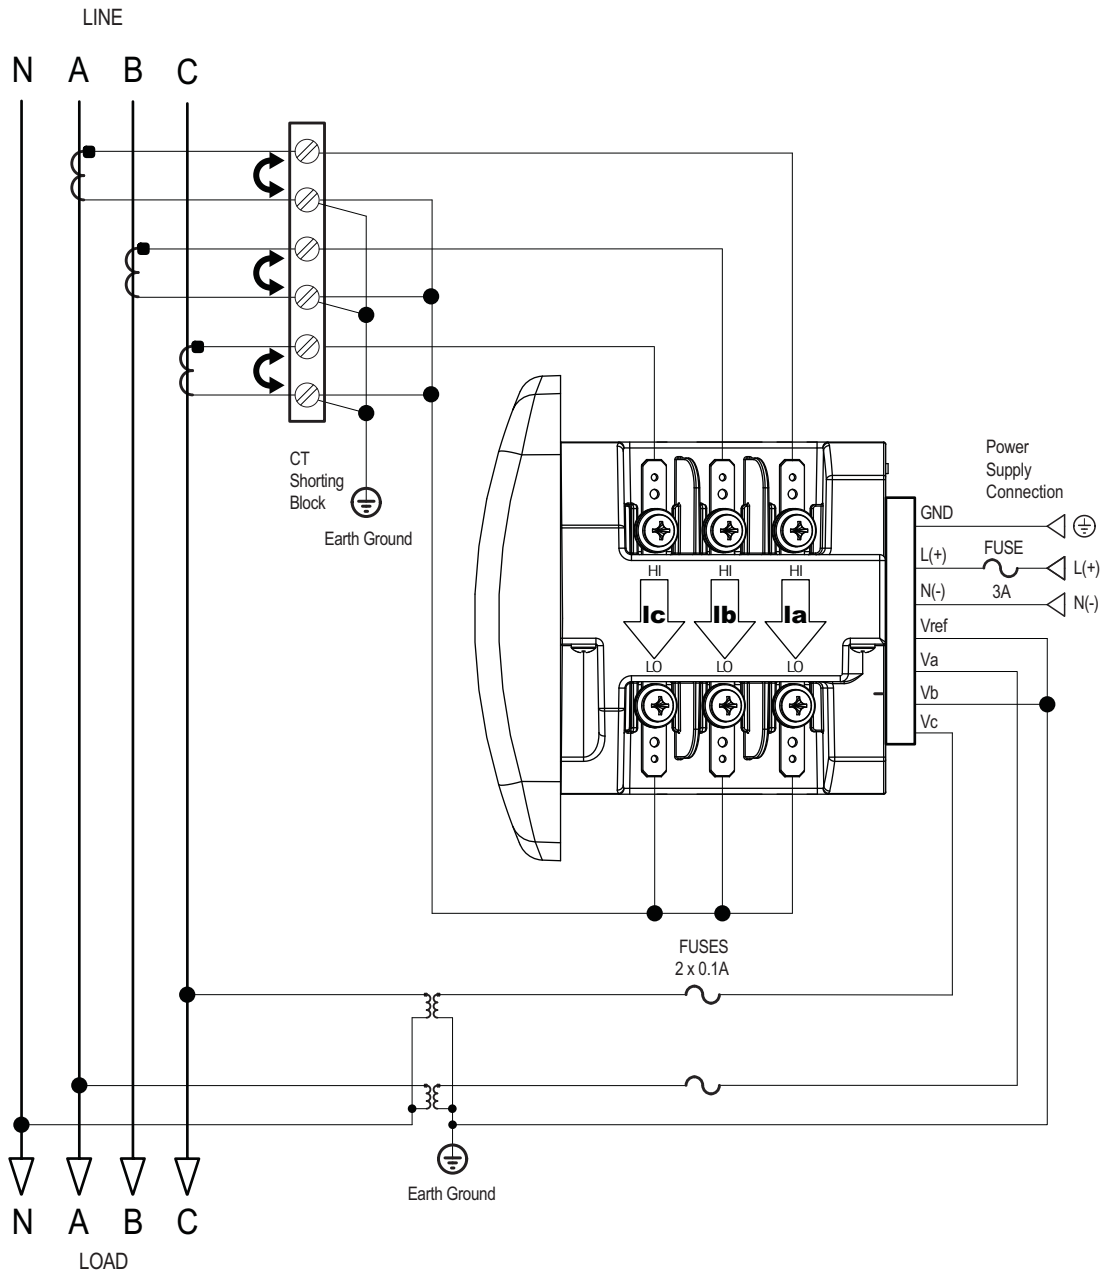 LINE
N A B C
CT
Shorting
Block
Earth Ground
Power
Supply
Connection
GND
L(+)
FUSE
L(+)
3A
N(-)
N(-)
Vref
Va
Vb
Vc
HI HI HI
Ic Ib Ia
LO LO LO
FUSES
2 x 0.1A
Earth Ground
N A B C
LOAD